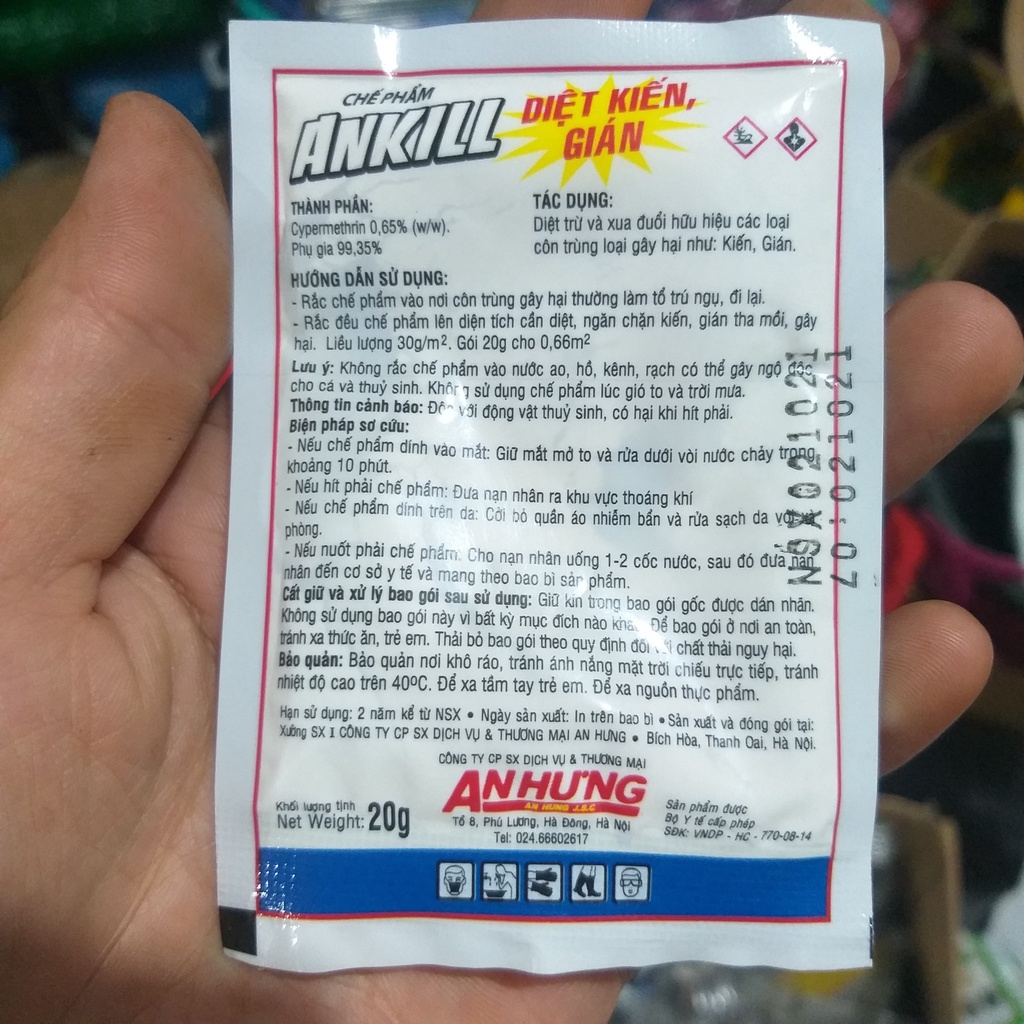 CHẾ PHẨM
ANKILL
DIỆT KIẾN,
GIÁN
THÀNH PHẦN:
Cypermethrin 0,65% (w/w).
Phụ gia 99,35%
TÁC DỤNG:
Diệt trừ và xua đuổi hữu hiệu các loại
côn trùng loại gây hại như: Kiến, Gián.
HƯỚNG DẪN SỬ DỤNG:
- Rắc chế phẩm vào nơi côn trùng gây hại thường làm tổ trú ngụ, đi lại.
- Rắc đều chế phẩm lên diện tích cần diệt, ngăn chặn kiến, gián tha mồi, gây
hại. Liều lượng 30g/m². Gói 20g cho 0,66m²
Lưu ý: Không rắc chế phẩm vào nước ao, hồ, kênh, rạch có thể gây ngộ độc
cho cá và thuỷ sinh. Không sử dụng chế phẩm lúc gió to và trời mưa.
Thông tin cảnh báo: Độc với động vật thuỷ sinh, có hại khi hít phải.
Biện pháp sơ cứu:
- Nếu chế phẩm dính vào mắt: Giữ mắt mở to và rửa dưới vòi nước chảy trong
khoảng 10 phút.
- Nếu hít phải chế phẩm: Đưa nạn nhân ra khu vực thoáng khí
- Nếu chế phẩm dính trên da: Cởi bỏ quần áo nhiễm bẩn và rửa sạch da với
phòng.
- Nếu nuốt phải chế phẩm: Cho nạn nhân uống 1-2 cốc nước, sau đó đưa nạn
nhân đến cơ sở y tế và mang theo bao bì sản phẩm.
Cất giữ và xử lý bao gói sau sử dụng: Giữ kín trong bao gói gốc được dán nhãn.
Không sử dụng bao gói này vì bất kỳ mục đích nào khác. Để bao gói ở nơi an toàn,
tránh xa thức ăn, trẻ em. Thải bỏ bao gói theo quy định đối với chất thải nguy hại.
Bảo quản: Bảo quản nơi khô ráo, tránh ánh nắng mặt trời chiếu trực tiếp, tránh
nhiệt độ cao trên 40ºC. Để xa tầm tay trẻ em. Để xa nguồn thực phẩm.
Hạn sử dụng: 2 năm kể từ NSX • Ngày sản xuất: In trên bao bì • Sản xuất và đóng gói tại:
Xưởng SX I CÔNG TY CP SX DỊCH VỤ & THƯƠNG MẠI AN HƯNG • Bích Hòa, Thanh Oai, Hà Nội.
CÔNG TY CP SX DỊCH VỤ & THƯƠNG MẠI
AN HƯNG
AN HUNG J.S.C
Tổ 8, Phú Lương, Hà Đông, Hà Nội
Tel: 024.66602617
Khối lượng tịnh
Net Weight: 20g
Sản phẩm được
Bộ Y tế cấp phép
SĐK: VNDP - HC - 770-08-14
NSX021021
LO:021021